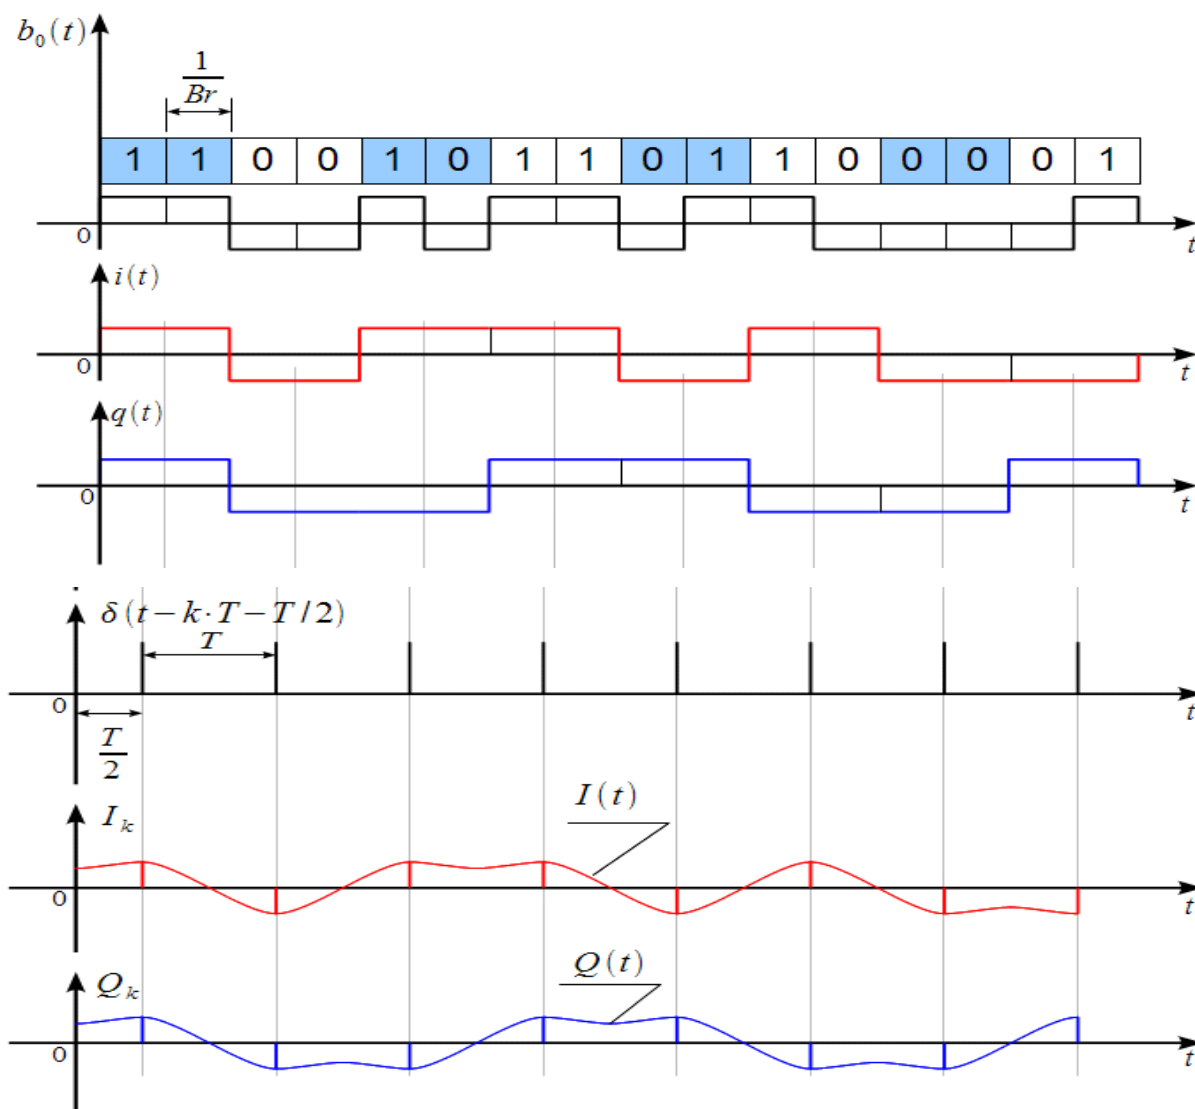 b₀(t)
1/Br
1 1 0 0 1 0 1 1 0 1 1 0 0 0 0 1
0
t
i(t)
0
t
q(t)
0
t
δ(t−k·T−T/2)
T
0
t
T/2
I(t)
Iₖ
0
t
Q(t)
Qₖ
0
t